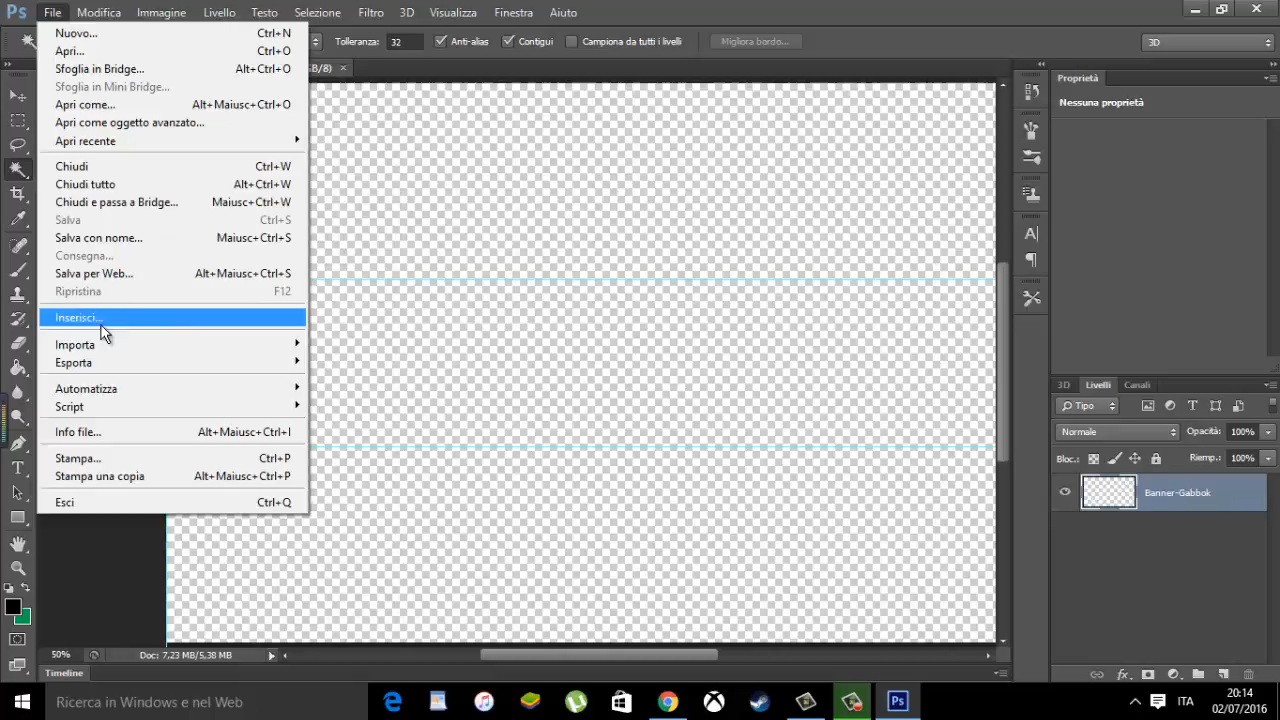 Ps File Modifica Immagine Livello Testo Selezione Filtro 3D Visualizza Finestra Aiuto
Tolleranza: 32 Anti-alias Contigui Campiona da tutti i livelli Migliora bordo... 3D
GB/8) ×
Nuovo... Ctrl+N
Apri... Ctrl+O
Sfoglia in Bridge... Alt+Ctrl+O
Sfoglia in Mini Bridge...
Apri come... Alt+Maiusc+Ctrl+O
Apri come oggetto avanzato...
Apri recente
Chiudi Ctrl+W
Chiudi tutto Alt+Ctrl+W
Chiudi e passa a Bridge... Maiusc+Ctrl+W
Salva Ctrl+S
Salva con nome... Maiusc+Ctrl+S
Consegna...
Salva per Web... Alt+Maiusc+Ctrl+S
Ripristina F12
Inserisci...
Importa
Esporta
Automatizza
Script
Info file... Alt+Maiusc+Ctrl+I
Stampa... Ctrl+P
Stampa una copia Alt+Maiusc+Ctrl+P
Esci Ctrl+Q
Proprietà
Nessuna proprietà
3D Livelli Canali
Tipo
Normale Opacità: 100%
Bloc.: Riemp.: 100%
Banner-Gabbok
50% Doc: 7,23 MB/5,38 MB
Timeline
Ricerca in Windows e nel Web
Ps
ITA
20:14
02/07/2016